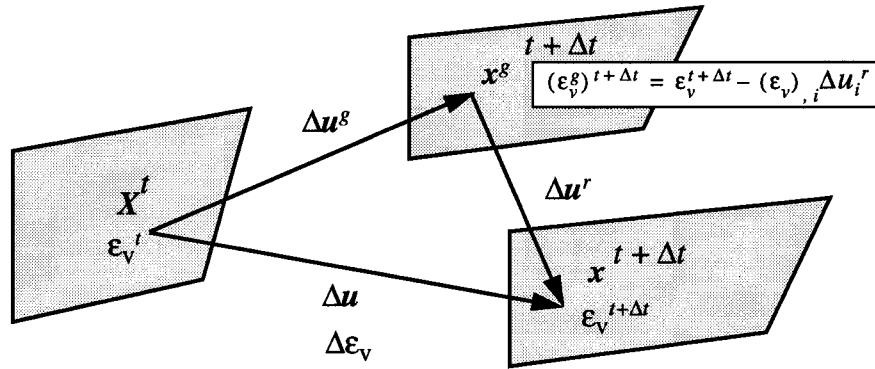 t + Δt
x^g
(ε_v^g)^{t+Δt} = ε_v^{t+Δt} − (ε_v)_{,i} Δu_i^r
Δu^g
X^t
ε_v^t
Δu^r
x^{t + Δt}
ε_v^{t+Δt}
Δu
Δε_v